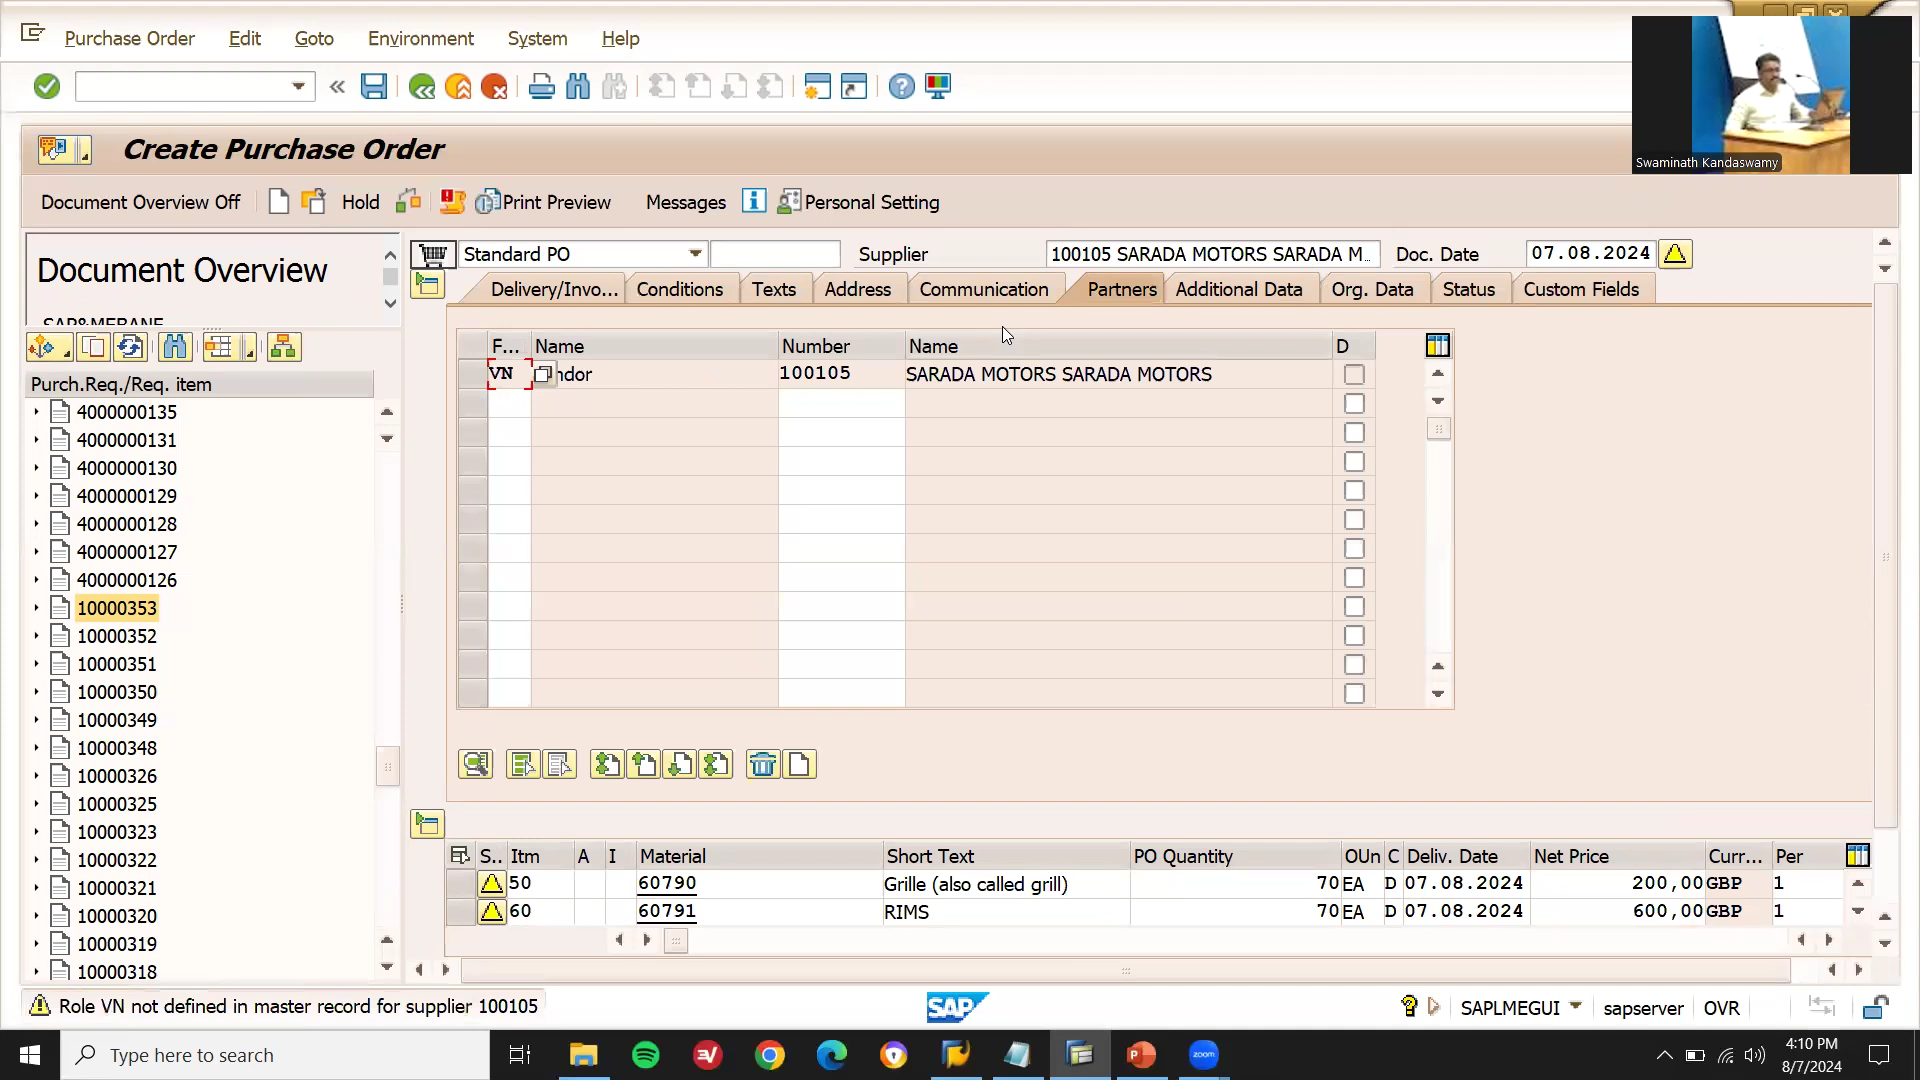 Purchase Order Edit Goto Environment System Help
Swaminath Kandaswamy
Create Purchase Order
Document Overview Off Hold Print Preview Messages Personal Setting
Document Overview
Standard PO Supplier 100105 SARADA MOTORS SARADA M... Doc. Date 07.08.2024
Delivery/Invo... Conditions Texts Address Communication Partners Additional Data Org. Data Status Custom Fields
F... Name Number Name D
VN ndor 100105 SARADA MOTORS SARADA MOTORS
Purch.Req./Req. item
4000000135
4000000131
4000000130
4000000129
4000000128
4000000127
4000000126
10000353
10000352
10000351
10000350
10000349
10000348
10000326
10000325
10000323
10000322
10000321
10000320
10000319
10000318
S.. Itm A I Material Short Text PO Quantity OUn C Deliv. Date Net Price Curr... Per
50 60790 Grille (also called grill) 70 EA D 07.08.2024 200,00 GBP 1
60 60791 RIMS 70 EA D 07.08.2024 600,00 GBP 1
Role VN not defined in master record for supplier 100105
SAP
SAPLMEGUI sapserver OVR
Type here to search
zoom
4:10 PM
8/7/2024